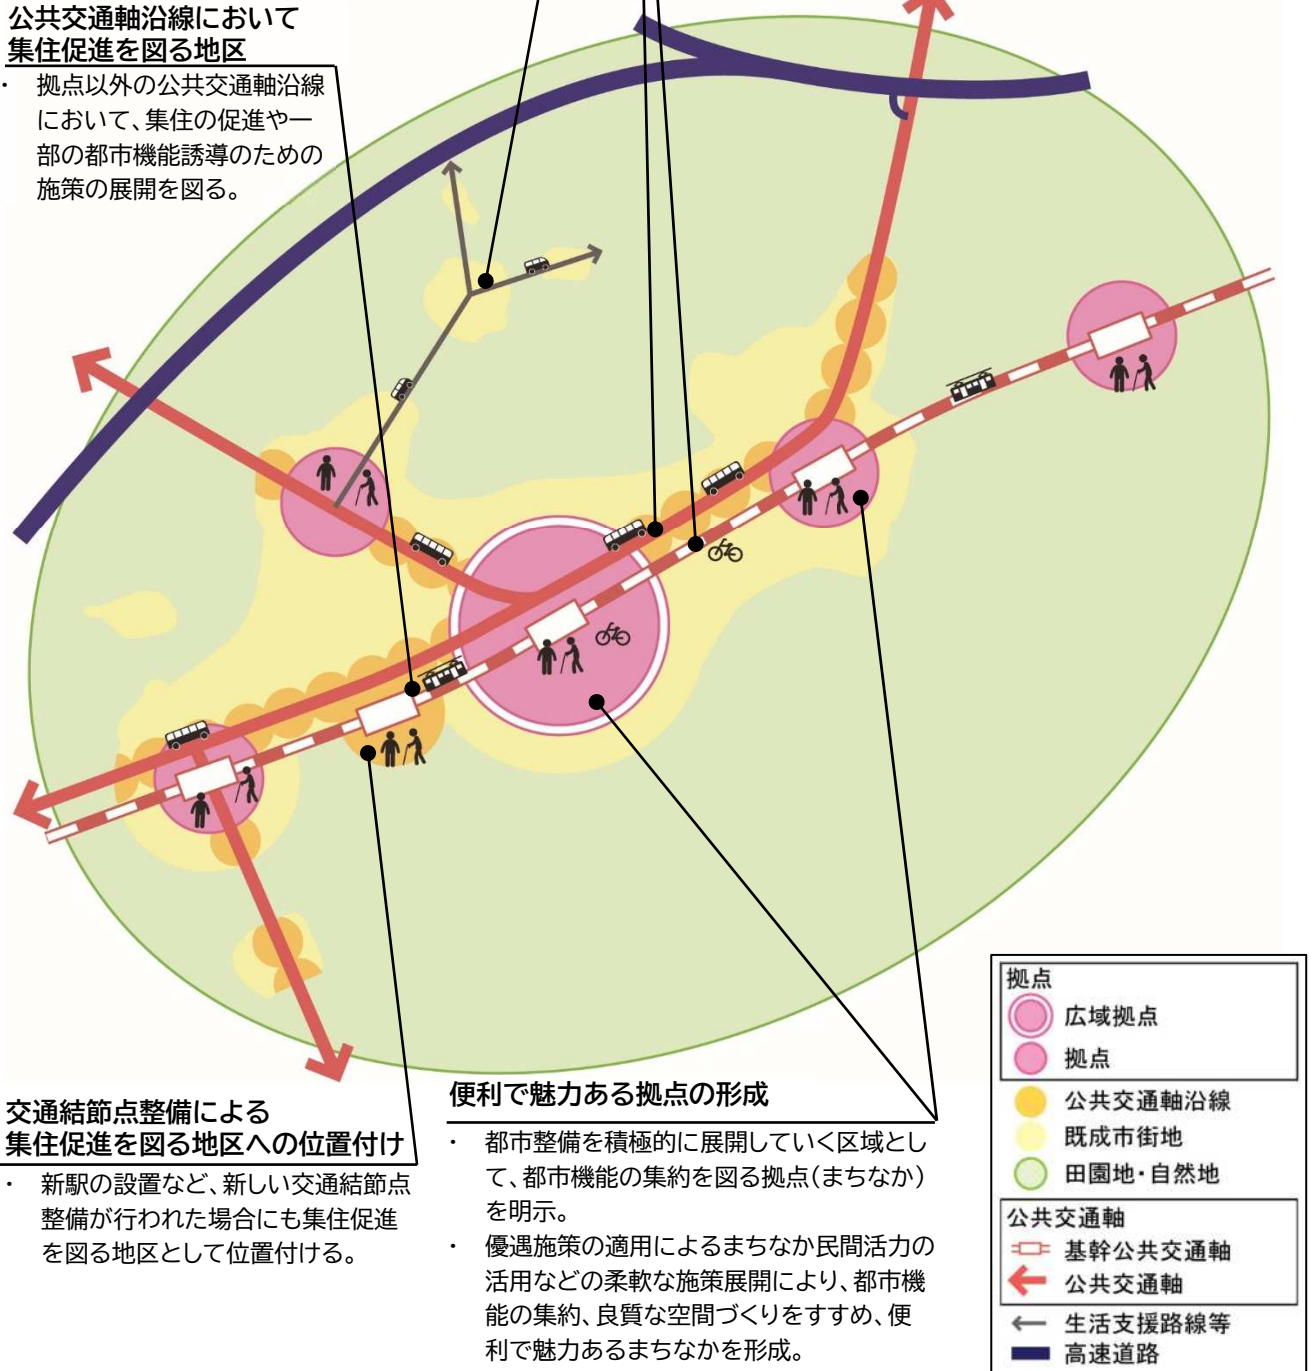 公共交通軸沿線において
集住促進を図る地区
・ 拠点以外の公共交通軸沿線
において、集住の促進や一
部の都市機能誘導のための
施策の展開を図る。
交通結節点整備による
集住促進を図る地区への位置付け
・ 新駅の設置など、新しい交通結節点
整備が行われた場合にも集住促進
を図る地区として位置付ける。
便利で魅力ある拠点の形成
・ 都市整備を積極的に展開していく区域とし
て、都市機能の集約を図る拠点(まちなか)
を明示。
・ 優遇施策の適用によるまちなか民間活力の
活用などの柔軟な施策展開により、都市機
能の集約、良質な空間づくりをすすめ、便
利で魅力あるまちなかを形成。
拠点
広域拠点
拠点
公共交通軸沿線
既成市街地
田園地・自然地
公共交通軸
基幹公共交通軸
公共交通軸
生活支援路線等
高速道路